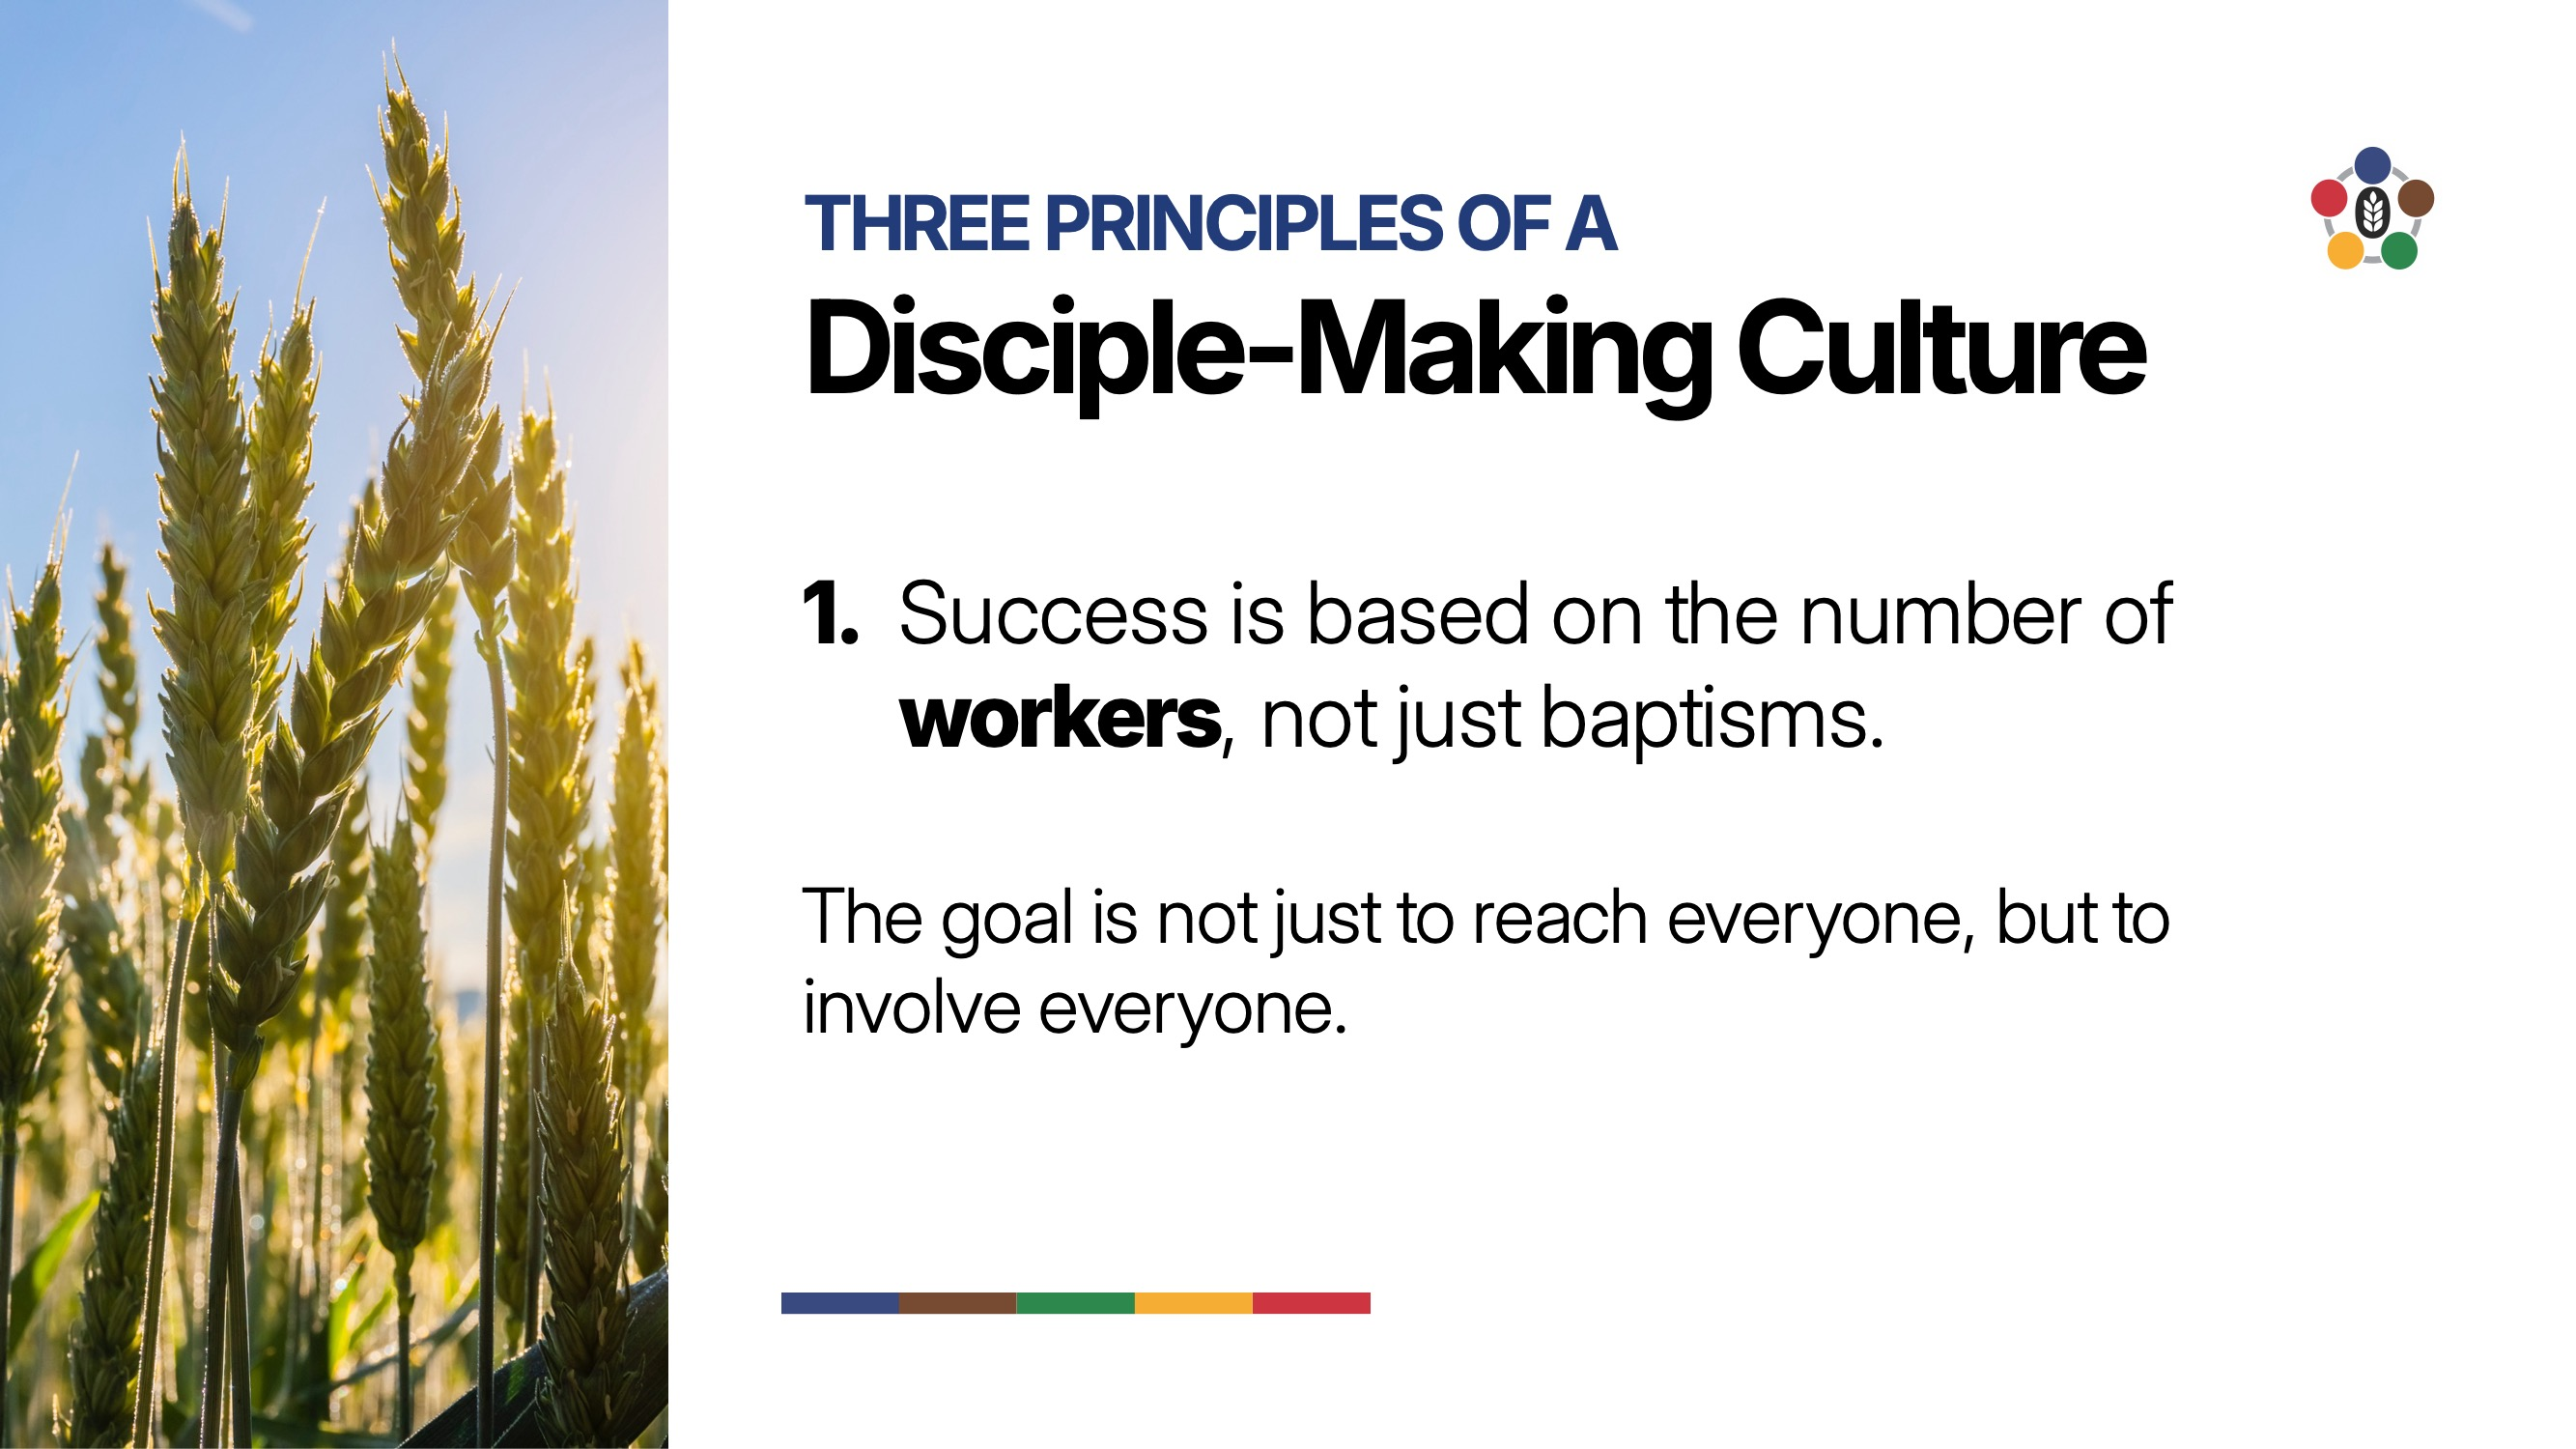 THREE PRINCIPLES OF A
Disciple-Making Culture
1. Success is based on the number of
workers, not just baptisms.
The goal is not just to reach everyone, but to
involve everyone.